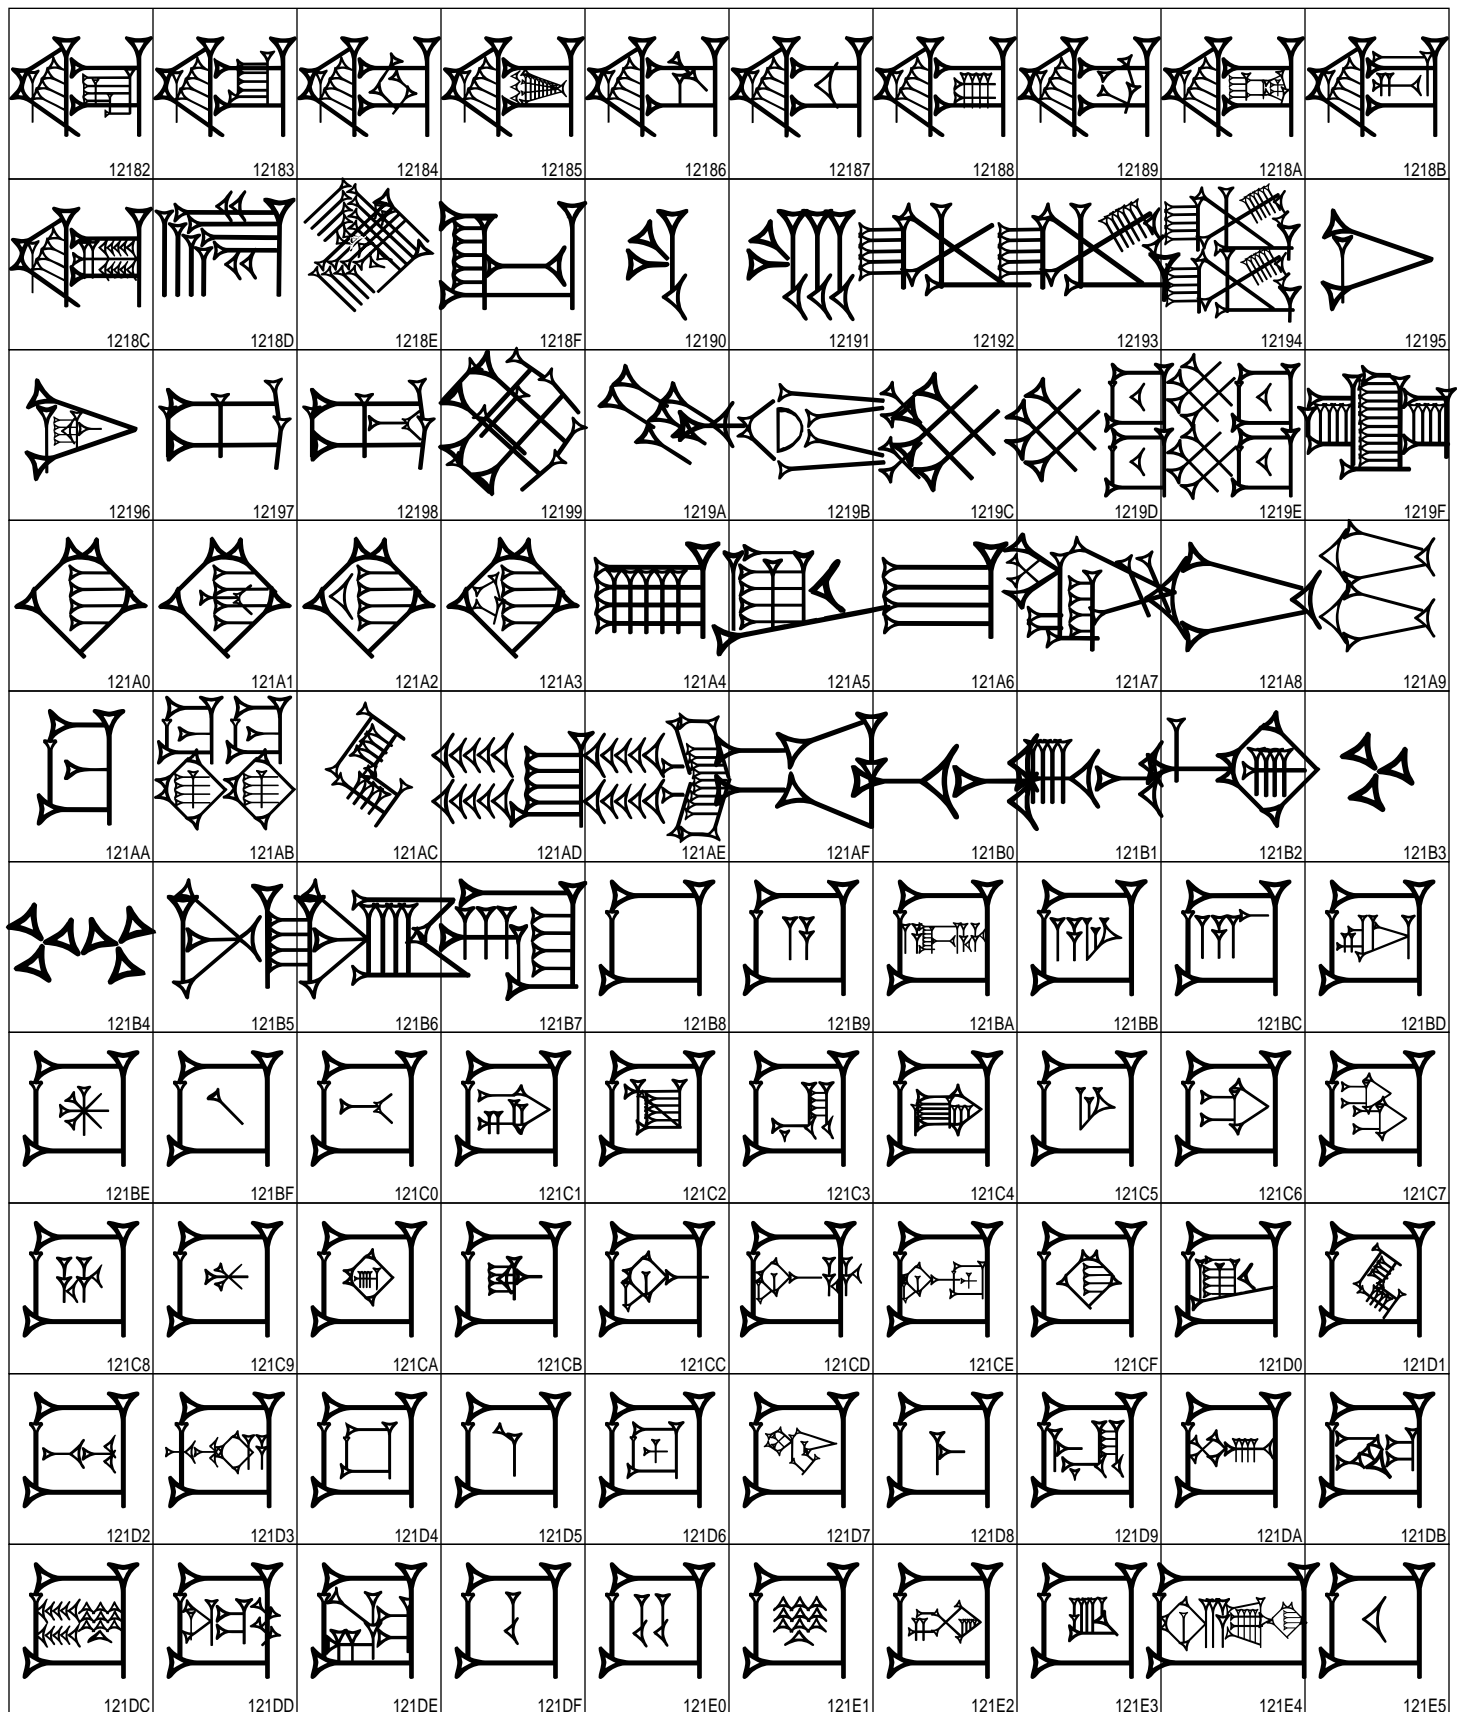 𒆂 𒆃 𒆄 𒆅 𒆆 𒆇 𒆈 𒆉 𒆊 𒆋
12182 12183 12184 12185 12186 12187 12188 12189 1218A 1218B
𒆌 𒆍 𒆎 𒆏 𒆐 𒆑 𒆒 𒆓 𒆔 𒆕
1218C 1218D 1218E 1218F 12190 12191 12192 12193 12194 12195
𒆖 𒆗 𒆘 𒆙 𒆚 𒆛 𒆜 𒆝 𒆞 𒆟
12196 12197 12198 12199 1219A 1219B 1219C 1219D 1219E 1219F
𒆠 𒆡 𒆢 𒆣 𒆤 𒆥 𒆦 𒆧 𒆨 𒆩
121A0 121A1 121A2 121A3 121A4 121A5 121A6 121A7 121A8 121A9
𒆪 𒆫 𒆬 𒆭 𒆮 𒆯 𒆰 𒆱 𒆲 𒆳
121AA 121AB 121AC 121AD 121AE 121AF 121B0 121B1 121B2 121B3
𒆴 𒆵 𒆶 𒆷 𒆸 𒆹 𒆺 𒆻 𒆼 𒆽
121B4 121B5 121B6 121B7 121B8 121B9 121BA 121BB 121BC 121BD
𒆾 𒆿 𒇀 𒇁 𒇂 𒇃 𒇄 𒇅 𒇆 𒇇
121BE 121BF 121C0 121C1 121C2 121C3 121C4 121C5 121C6 121C7
𒇈 𒇉 𒇊 𒇋 𒇌 𒇍 𒇎 𒇏 𒇐 𒇑
121C8 121C9 121CA 121CB 121CC 121CD 121CE 121CF 121D0 121D1
𒇒 𒇓 𒇔 𒇕 𒇖 𒇗 𒇘 𒇙 𒇚 𒇛
121D2 121D3 121D4 121D5 121D6 121D7 121D8 121D9 121DA 121DB
𒇜 𒇝 𒇞 𒇟 𒇠 𒇡 𒇢 𒇣 𒇤 𒇥
121DC 121DD 121DE 121DF 121E0 121E1 121E2 121E3 121E4 121E5